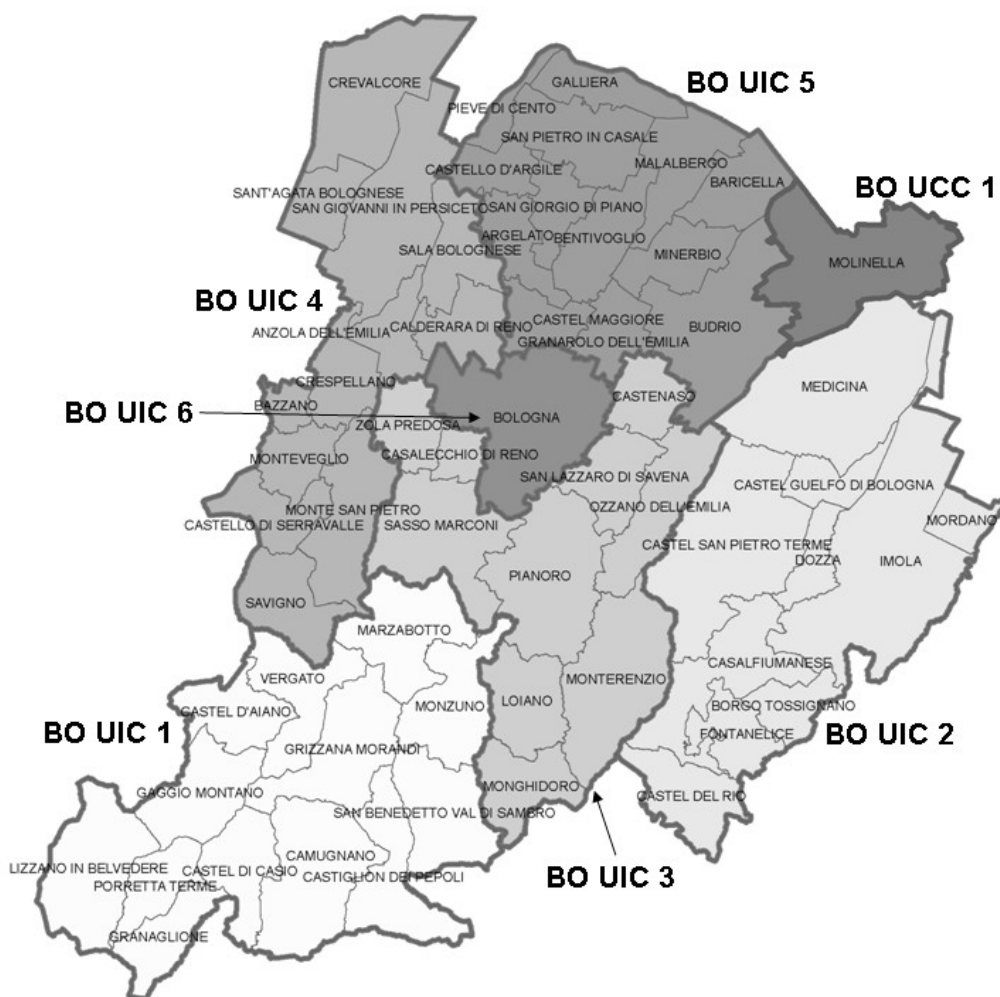 CREVALCORE
GALLIERA
BO UIC 5
PIEVE DI CENTO
SAN PIETRO IN CASALE
CASTELLO D'ARGILE
MALALBERGO
BARICELLA
BO UCC 1
SANT'AGATA BOLOGNESE
SAN GIOVANNI IN PERSICETO
SAN GIORGIO DI PIANO
ARGELATO
BENTIVOGLIO
SALA BOLOGNESE
MINERBIO
MOLINELLA
BO UIC 4
ANZOLA DELL'EMILIA
CALDERARA DI RENO
CASTEL MAGGIORE
BUDRIO
GRANAROLO DELL'EMILIA
CRESPELLANO
MEDICINA
CASTENASO
BAZZANO
BO UIC 6
ZOLA PREDOSA
BOLOGNA
MONTEVEGLIO
CASALECCHIO DI RENO
SAN LAZZARO DI SAVENA
CASTEL GUELFO DI BOLOGNA
MONTE SAN PIETRO
OZZANO DELL'EMILIA
CASTELLO DI SERRAVALLE
SASSO MARCONI
MORDANO
CASTEL SAN PIETRO TERME
DOZZA
IMOLA
PIANORO
SAVIGNO
MARZABOTTO
CASALFIUMANESE
VERGATO
MONTERENZIO
LOIANO
MONZUNO
BORGO TOSSIGNANO
CASTEL D'AIANO
BO UIC 1
FONTANELICE
BO UIC 2
GRIZZANA MORANDI
MONGHIDORO
GAGGIO MONTANO
CASTEL DEL RIO
SAN BENEDETTO VAL DI SAMBRO
CAMUGNANO
LIZZANO IN BELVEDERE
CASTEL DI CASIO
CASTIGLION DEI PEPOLI
BO UIC 3
PORRETTA TERME
GRANAGLIONE